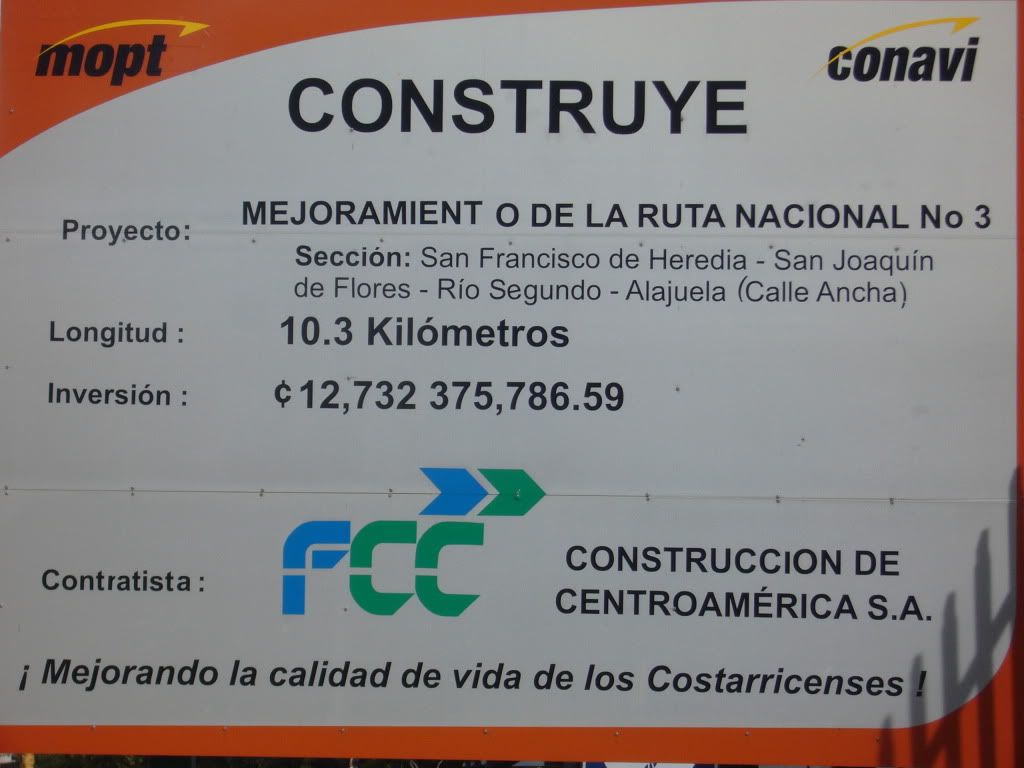 mopt
conavi
CONSTRUYE
Proyecto: MEJORAMIENT O DE LA RUTA NACIONAL No 3
Sección: San Francisco de Heredia - San Joaquín
de Flores - Río Segundo - Alajuela (Calle Ancha)
Longitud : 10.3 Kilómetros
Inversión : ¢12,732 375,786.59
Contratista : FCC CONSTRUCCION DE
CENTROAMÉRICA S.A.
¡ Mejorando la calidad de vida de los Costarricenses !